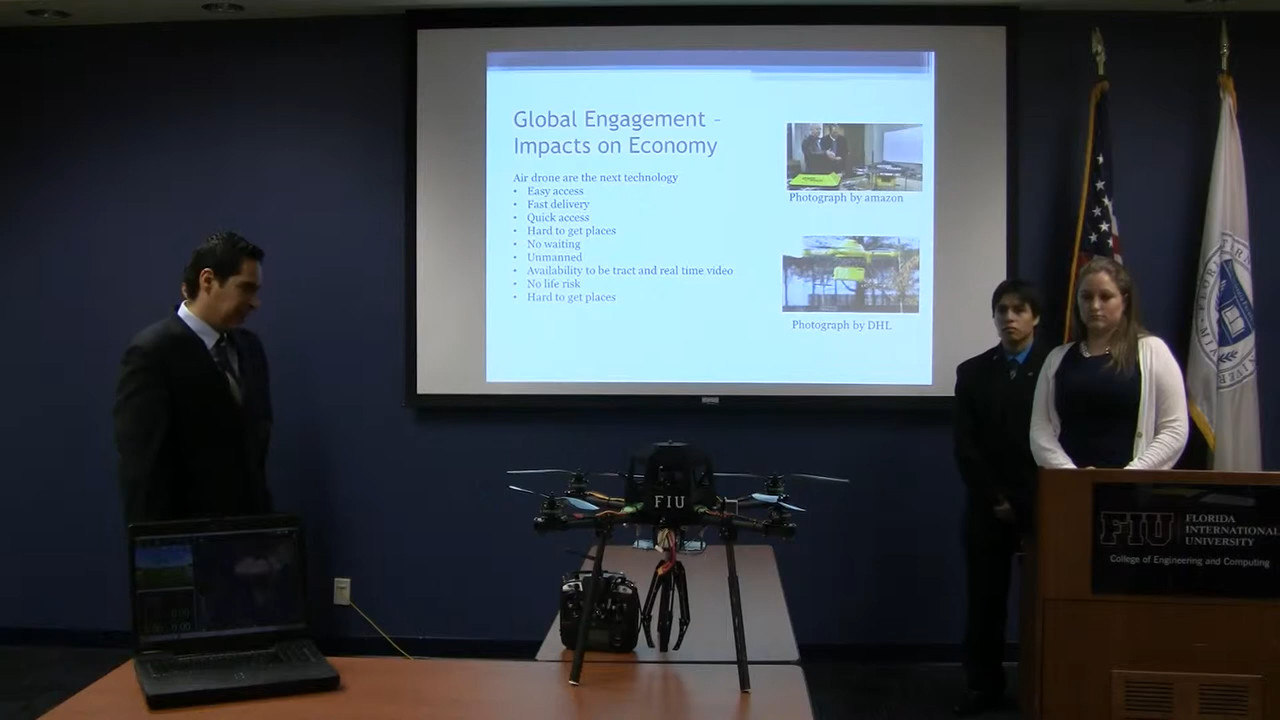 Global Engagement –
Impacts on Economy
Air drone are the next technology
• Easy access
• Fast delivery
• Quick access
• Hard to get places
• No waiting
• Unmanned
• Availability to be tract and real time video
• No life risk
• Hard to get places
Photograph by amazon
Photograph by DHL
FIU
FIU
FLORIDA
INTERNATIONAL
UNIVERSITY
College of Engineering and Computing